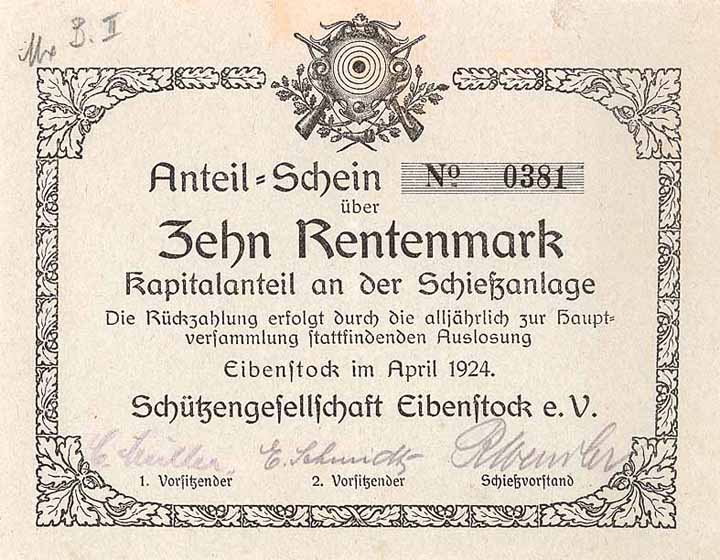 B. II
Anteil=Schein No 0381
über
Zehn Rentenmark
Kapitalanteil an der Schießanlage
Die Rückzahlung erfolgt durch die alljährlich zur Haupt=
versammlung stattfindenden Auslosung
Eibenstock im April 1924.
Schützengesellschaft Eibenstock e. V.
E. Schmidt
1. Vorsitzender 2. Vorsitzender Schießvorstand